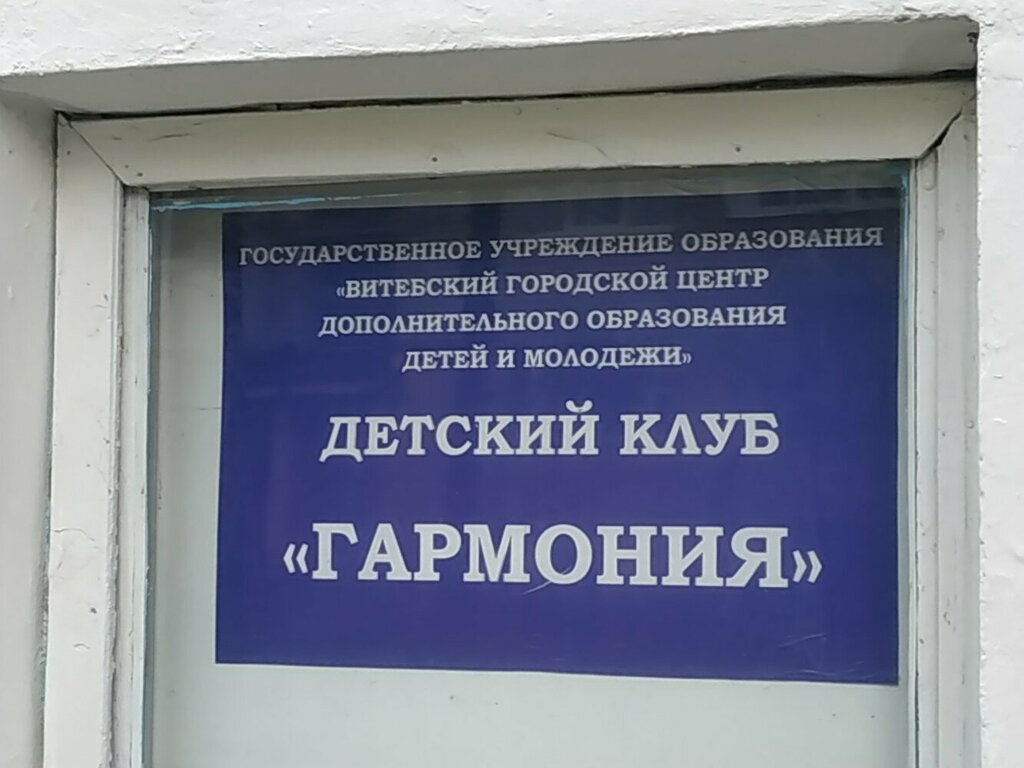 ГОСУДАРСТВЕННОЕ УЧРЕЖДЕНИЕ ОБРАЗОВАНИЯ
«ВИТЕБСКИЙ ГОРОДСКОЙ ЦЕНТР
ДОПОЛНИТЕЛЬНОГО ОБРАЗОВАНИЯ
ДЕТЕЙ И МОЛОДЕЖИ»
ДЕТСКИЙ КЛУБ
«ГАРМОНИЯ»